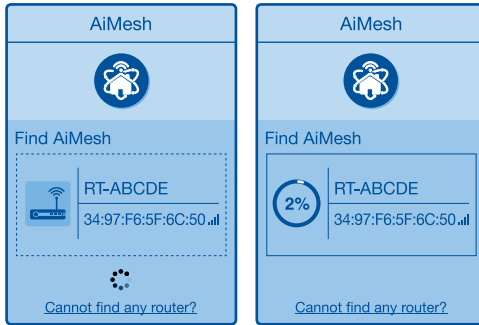 AiMesh
Find AiMesh
RT-ABCDE
34:97:F6:5F:6C:50
Cannot find any router?
AiMesh
Find AiMesh
2%
RT-ABCDE
34:97:F6:5F:6C:50
Cannot find any router?